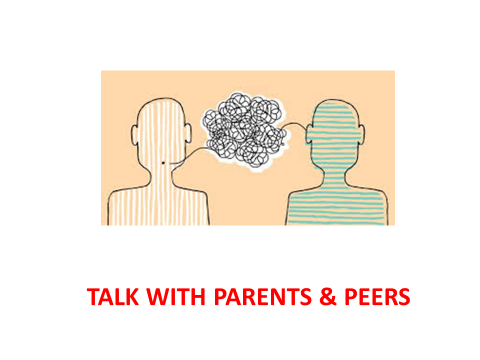 TALK WITH PARENTS & PEERS